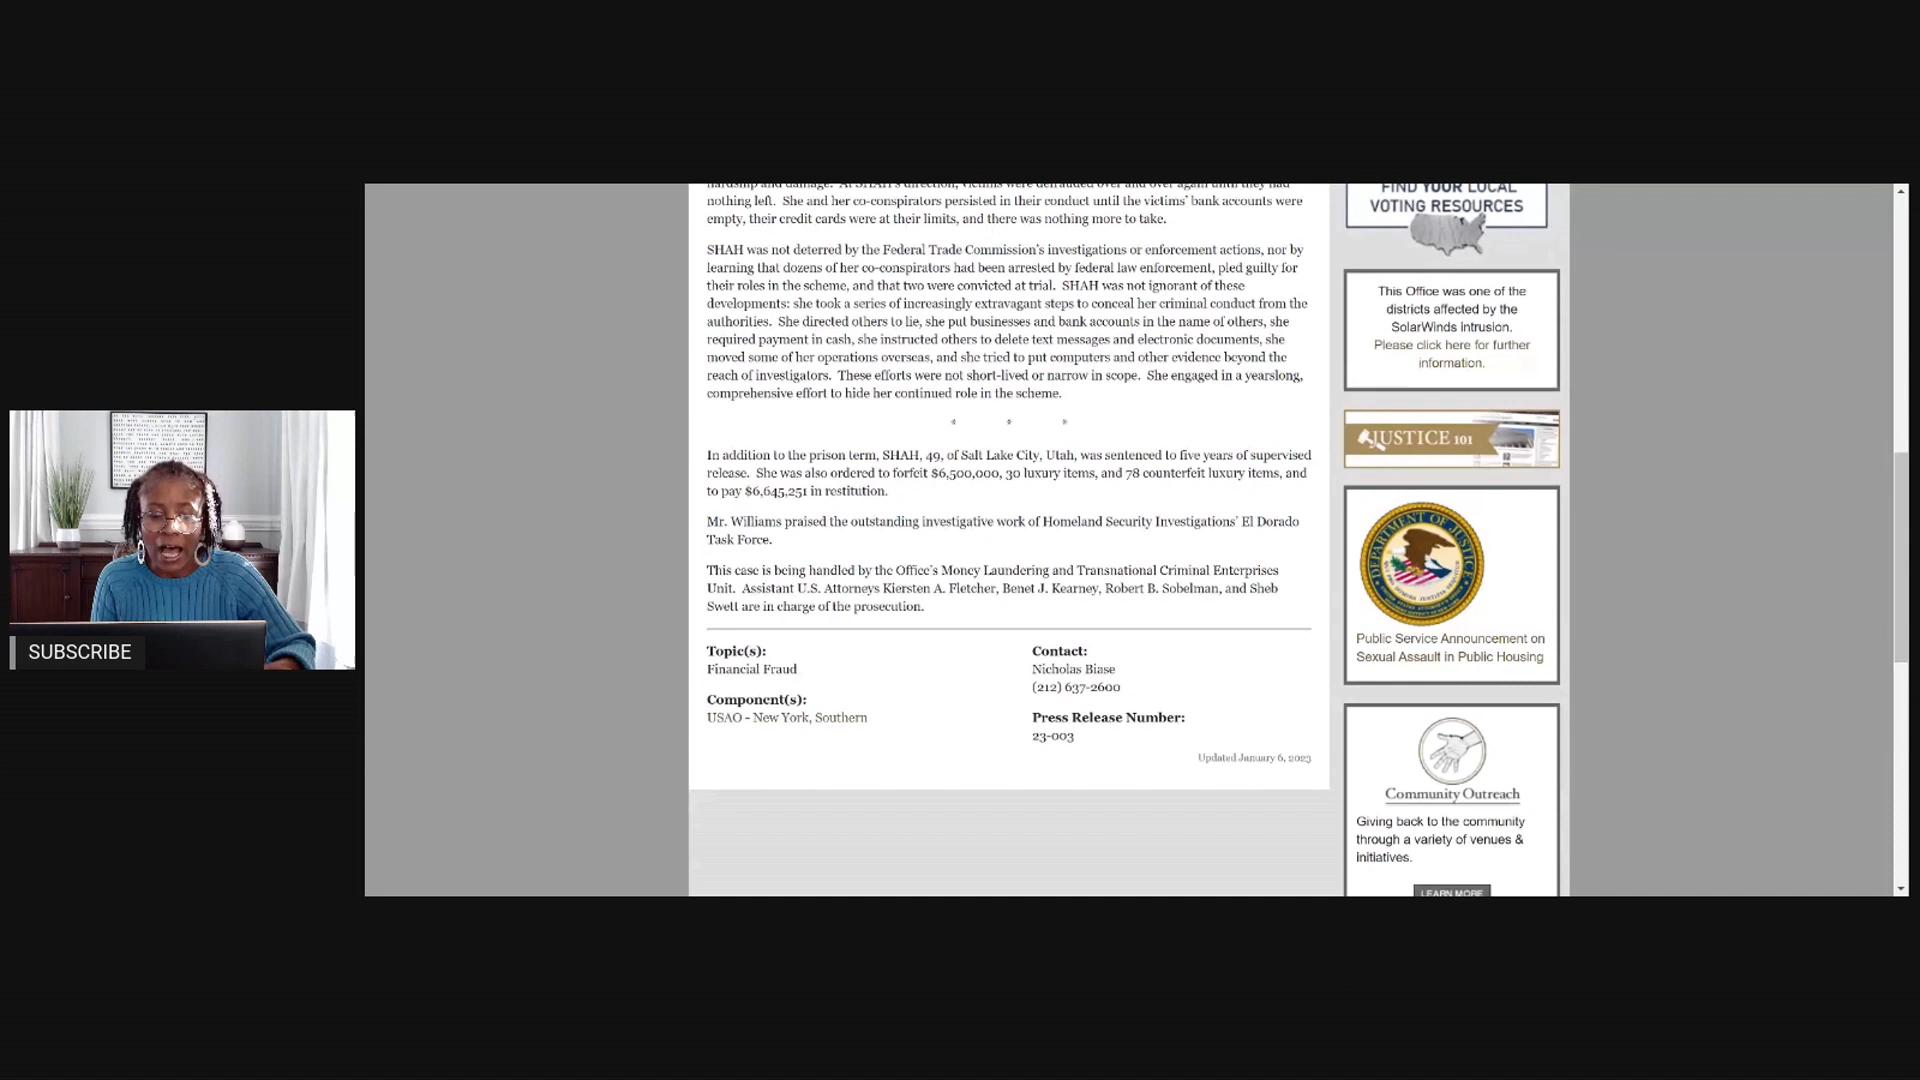 SUBSCRIBE
nothing left. She and her co-conspirators persisted in their conduct until the victims' bank accounts were
empty, their credit cards were at their limits, and there was nothing more to take.
SHAH was not deterred by the Federal Trade Commission's investigations or enforcement actions, nor by
learning that dozens of her co-conspirators had been arrested by federal law enforcement, pled guilty for
their roles in the scheme, and that two were convicted at trial. SHAH was not ignorant of these
developments: she took a series of increasingly extravagant steps to conceal her criminal conduct from the
authorities. She directed others to lie, she put businesses and bank accounts in the name of others, she
required payment in cash, she instructed others to delete text messages and electronic documents, she
moved some of her operations overseas, and she tried to put computers and other evidence beyond the
reach of investigators. These efforts were not short-lived or narrow in scope. She engaged in a yearslong,
comprehensive effort to hide her continued role in the scheme.
* * *
In addition to the prison term, SHAH, 49, of Salt Lake City, Utah, was sentenced to five years of supervised
release. She was also ordered to forfeit $6,500,000, 30 luxury items, and 78 counterfeit luxury items, and
to pay $6,645,251 in restitution.
Mr. Williams praised the outstanding investigative work of Homeland Security Investigations' El Dorado
Task Force.
This case is being handled by the Office's Money Laundering and Transnational Criminal Enterprises
Unit. Assistant U.S. Attorneys Kiersten A. Fletcher, Benet J. Kearney, Robert B. Sobelman, and Sheb
Swett are in charge of the prosecution.
Topic(s):
Financial Fraud
Component(s):
USAO - New York, Southern
Contact:
Nicholas Biase
(212) 637-2600
Press Release Number:
23-003
Updated January 6, 2023
FIND YOUR LOCAL
VOTING RESOURCES
This Office was one of the
districts affected by the
SolarWinds intrusion.
Please click here for further
information.
JUSTICE 101
DEPARTMENT OF JUSTICE
Public Service Announcement on
Sexual Assault in Public Housing
Community Outreach
Giving back to the community
through a variety of venues &
initiatives.
LEARN MORE